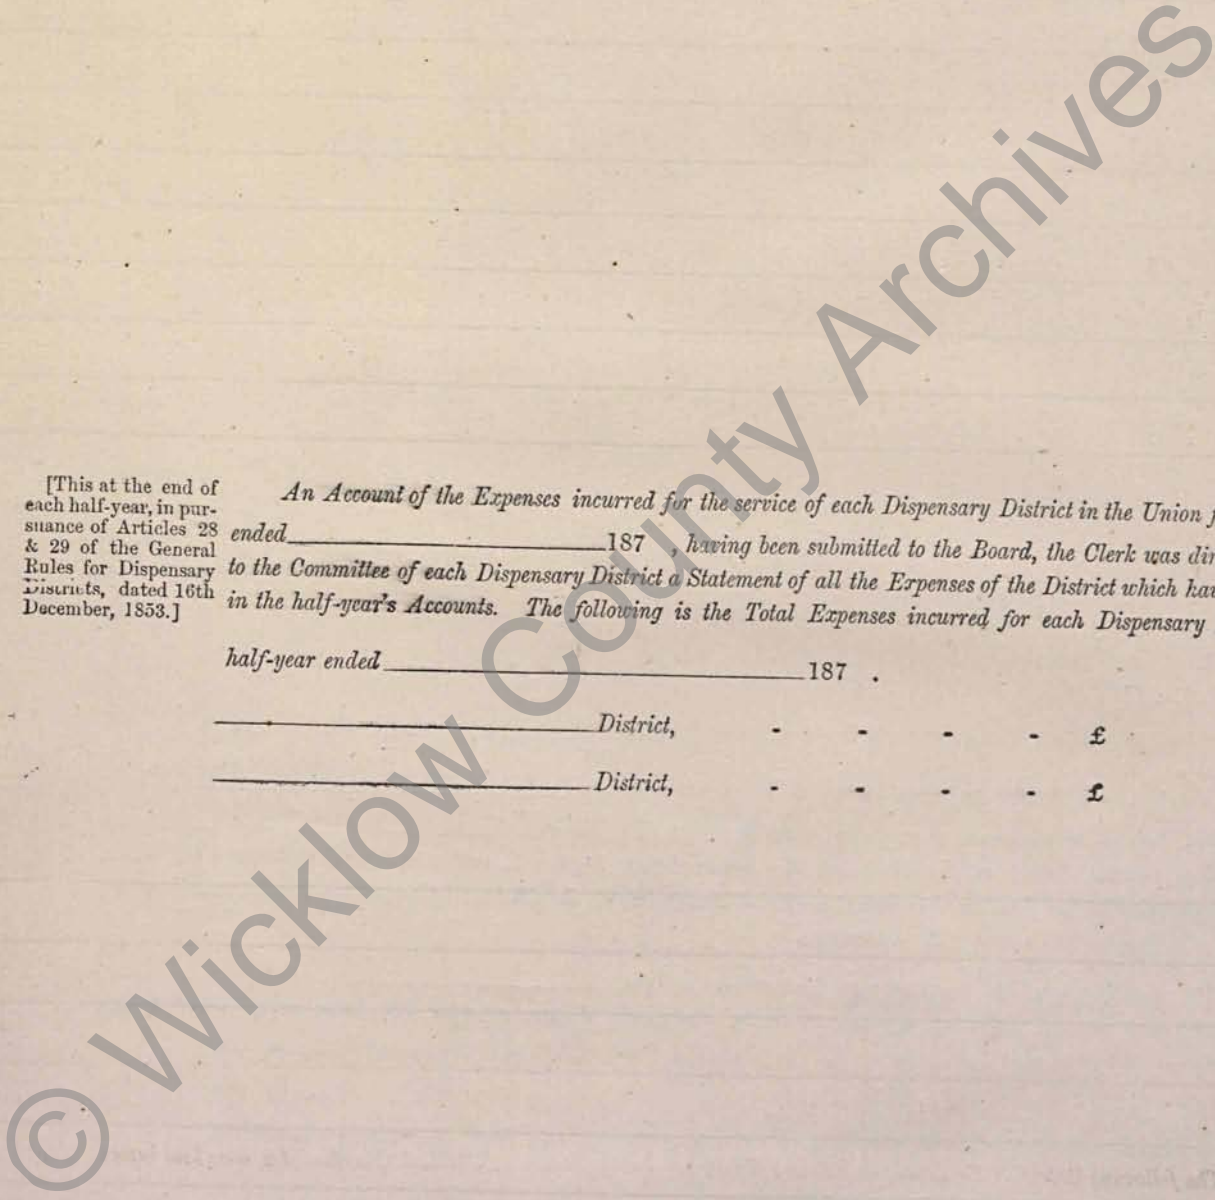 [This at the end of
each half-year, in pur-
suance of Articles 28
& 29 of the General
Rules for Dispensary
Districts, dated 16th
December, 1853.]
An Account of the Expenses incurred for the service of each Dispensary District in the Union
ended 187 , having been submitted to the Board, the Clerk was dir
to the Committee of each Dispensary District a Statement of all the Expenses of the District which hav
in the half-year's Accounts. The following is the Total Expenses incurred for each Dispensary
half-year ended 187 .
District, - - - - £
District, - - - - £
© Wicklow County Archives